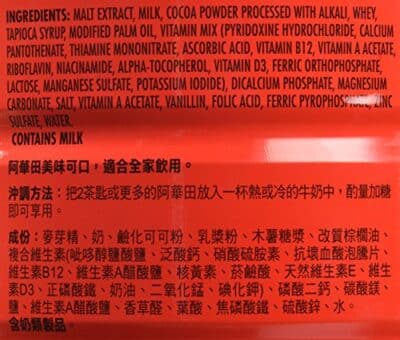 INGREDIENTS: MALT EXTRACT, MILK, COCOA POWDER PROCESSED WITH ALKALI, WHEY,
TAPIOCA SYRUP, MODIFIED PALM OIL, VITAMIN MIX (PYRIDOXINE HYDROCHLORIDE, CALCIUM
PANTOTHENATE, THIAMINE MONONITRATE, ASCORBIC ACID, VITAMIN B12, VITAMIN A ACETATE,
RIBOFLAVIN, NIACINAMIDE, ALPHA-TOCOPHEROL, VITAMIN D3, FERRIC ORTHOPHOSPHATE,
LACTOSE, MANGANESE SULFATE, POTASSIUM IODIDE), DICALCIUM PHOSPHATE, MAGNESIUM
CARBONATE, SALT, VITAMIN A ACETATE, VANILLIN, FOLIC ACID, FERRIC PYROPHOSPHATE, ZINC
SULFATE, WATER.
CONTAINS MILK
阿華田美味可口，適合全家飲用。
沖調方法：把2茶匙或更多的阿華田放入一杯熱或冷的牛奶中，酌量加糖
即可享用。
成份：麥芽精、奶、鹼化可可粉、乳漿粉、木薯糖漿、改質棕櫚油、
複合維生素(吡哆醇鹽酸鹽、泛酸鈣、硝酸硫胺素、抗壞血酸泡騰片、
維生素B12、維生素A醋酸鹽、核黃素、菸鹼酸、天然維生素E、維生
素D3、正磷酸鐵、奶油、二氧化錳、碘化鉀)、磷酸二鈣、碳酸鎂、
鹽、維生素A醋酸鹽、香草醛、葉酸、焦磷酸鐵、硫酸鋅、水。
含奶類製品。